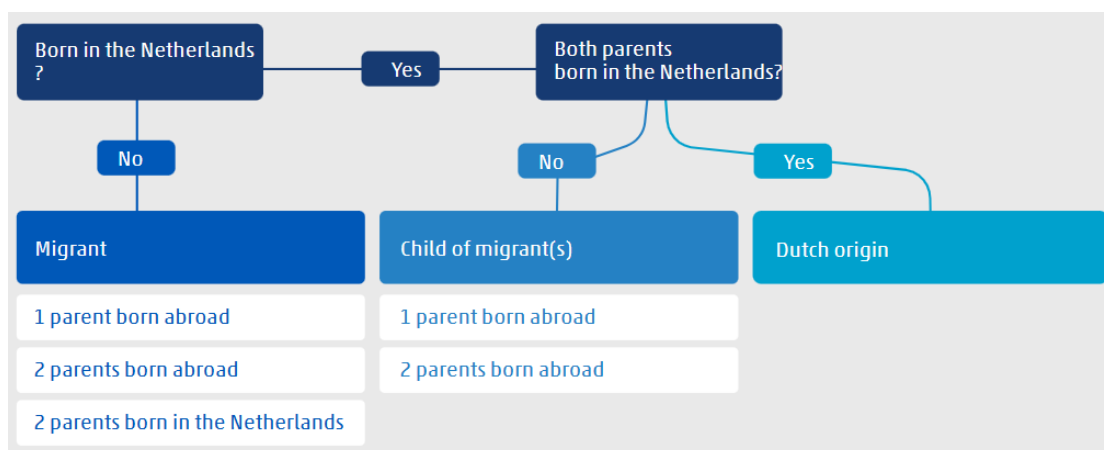 Born in the Netherlands
?
Yes
Both parents
born in the Netherlands?
No
No
Yes
Migrant
Child of migrant(s)
Dutch origin
1 parent born abroad
1 parent born abroad
2 parents born abroad
2 parents born abroad
2 parents born in the Netherlands